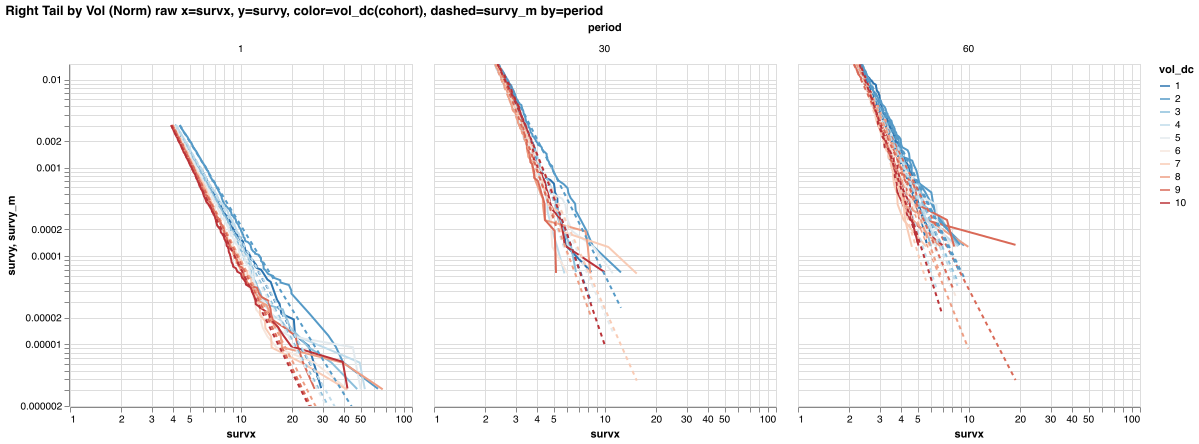 Right Tail by Vol (Norm) raw x=survx, y=survy, color=vol_dc(cohort), dashed=survy_m by=period
period
1 30 60
vol_dc
1
2
3
4
5
6
7
8
9
10
survy, survy_m
0.01
0.002
0.001
0.0002
0.0001
0.00002
0.00001
0.000002
1 2 3 4 5 10 20 30 40 50 100
1 2 3 4 5 10 20 30 40 50 100
1 2 3 4 5 10 20 30 40 50 100
survx survx survx